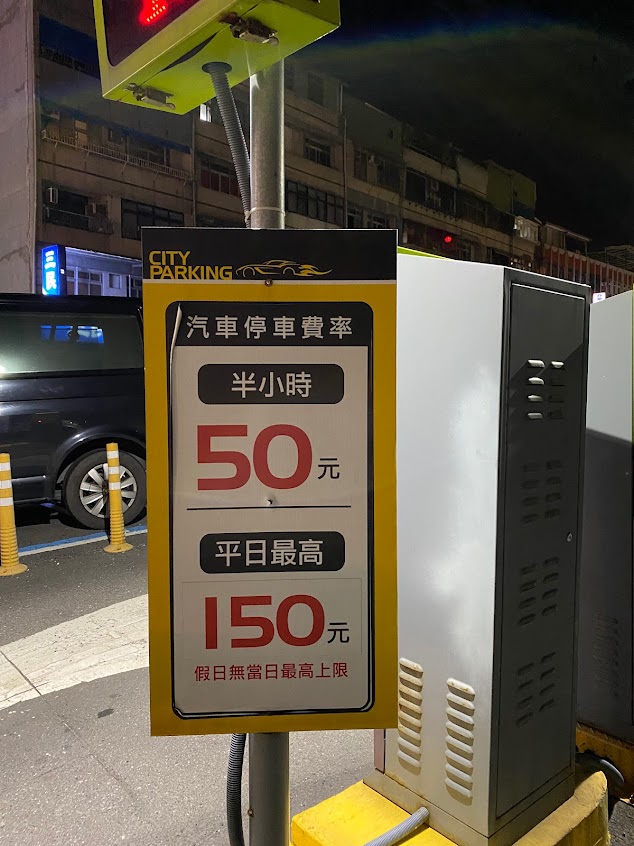 CITY
PARKING
汽車停車費率
半小時
50元
平日最高
150元
假日無當日最高上限